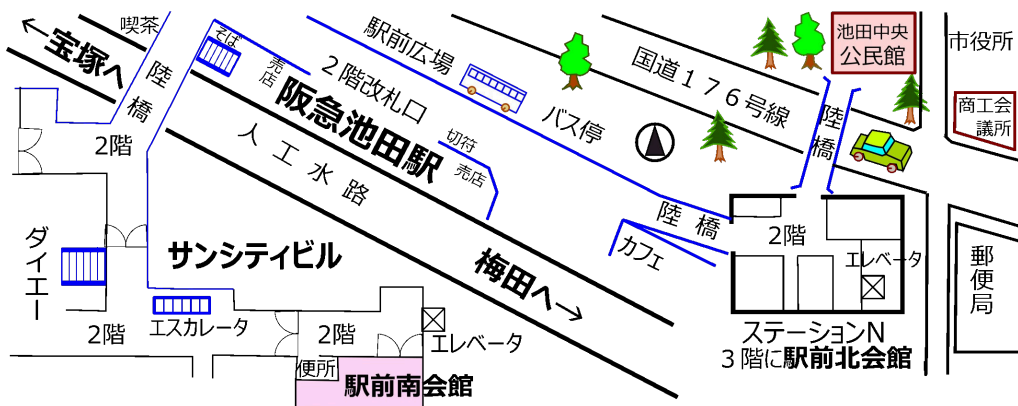 喫茶
←宝塚へ
陸橋
2階
そば
売店
駅前広場
2階改札口
阪急池田駅
切符
売店
人工水路
バス停
国道176号線
池田中央
公民館
市役所
商工会
議所
陸橋
陸橋
カフェ
2階
エレベータ
郵便局
ステーションN
3階に駅前北会館
梅田へ→
サンシティビル
ダイエー
2階
エスカレータ
2階
エレベータ
便所
駅前南会館